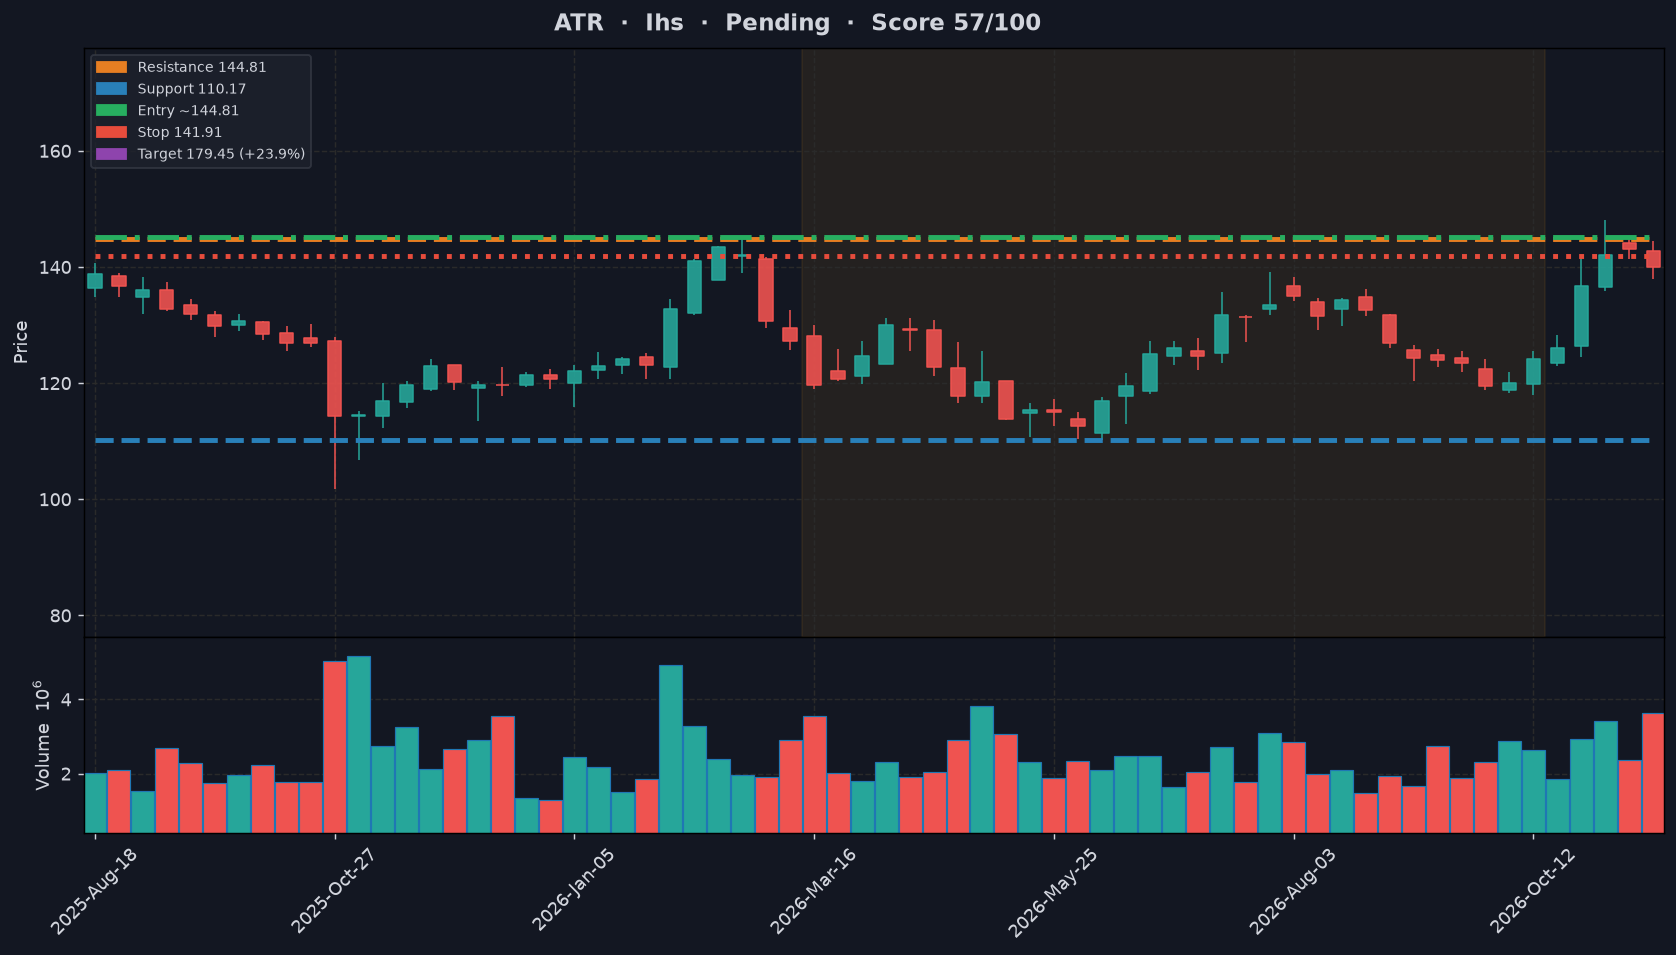 ATR · Ihs · Pending · Score 57/100
Resistance 144.81
Support 110.17
Entry ~144.81
Stop 141.91
Target 179.45 (+23.9%)
Price
160
140
120
100
80
Volume 10⁶
4
2
2025-Aug-18
2025-Oct-27
2026-Jan-05
2026-Mar-16
2026-May-25
2026-Aug-03
2026-Oct-12